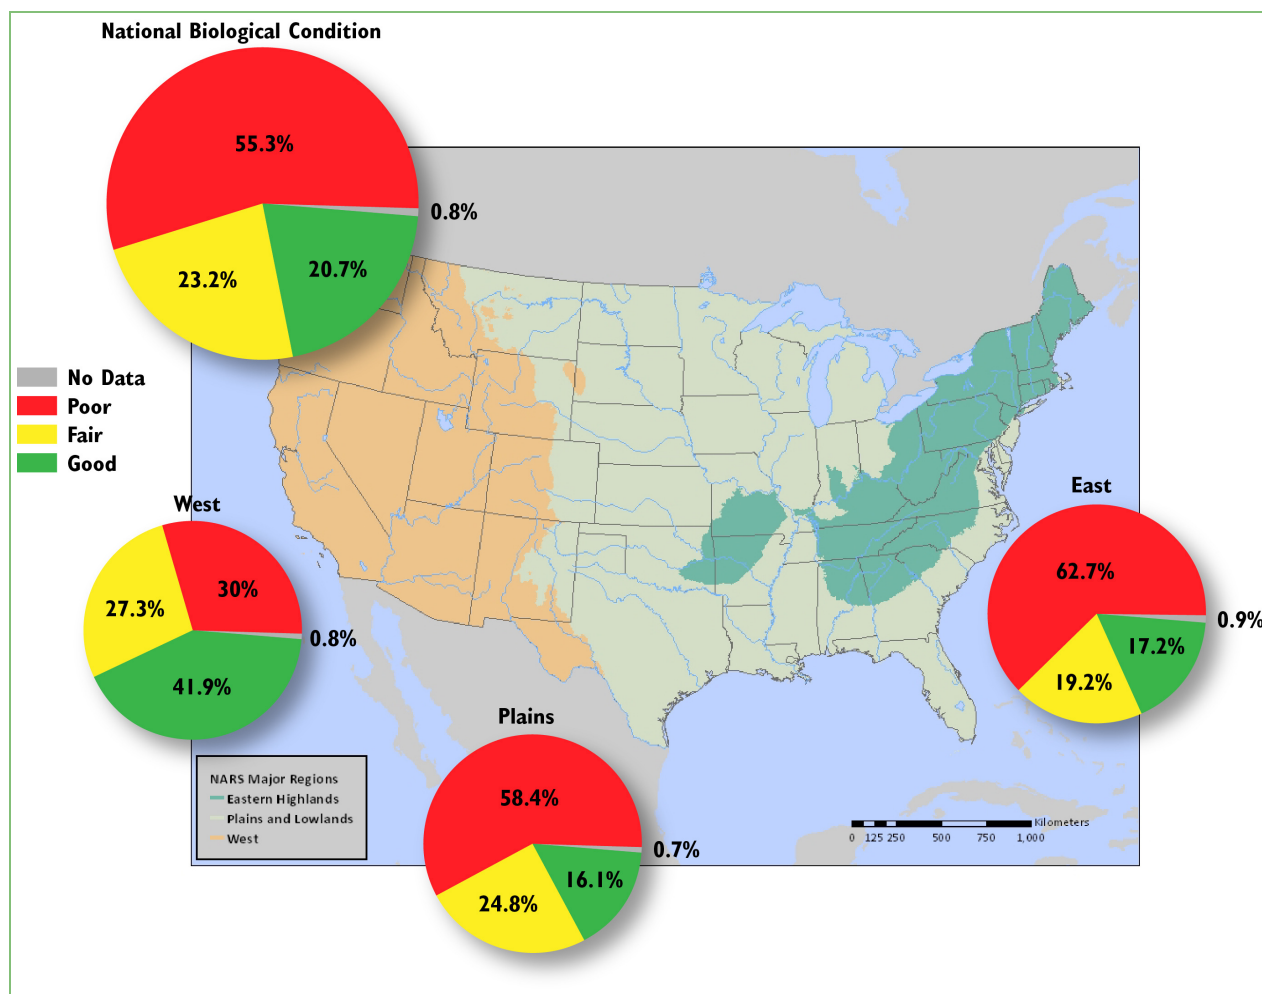 National Biological Condition
55.3%
0.8%
23.2%
20.7%
No Data
Poor
Fair
Good
West
30%
27.3%
0.8%
41.9%
East
62.7%
0.9%
17.2%
19.2%
Plains
58.4%
0.7%
16.1%
24.8%
NARS Major Regions
Eastern Highlands
Plains and Lowlands
West
Kilometers
0 125 250 500 750 1,000